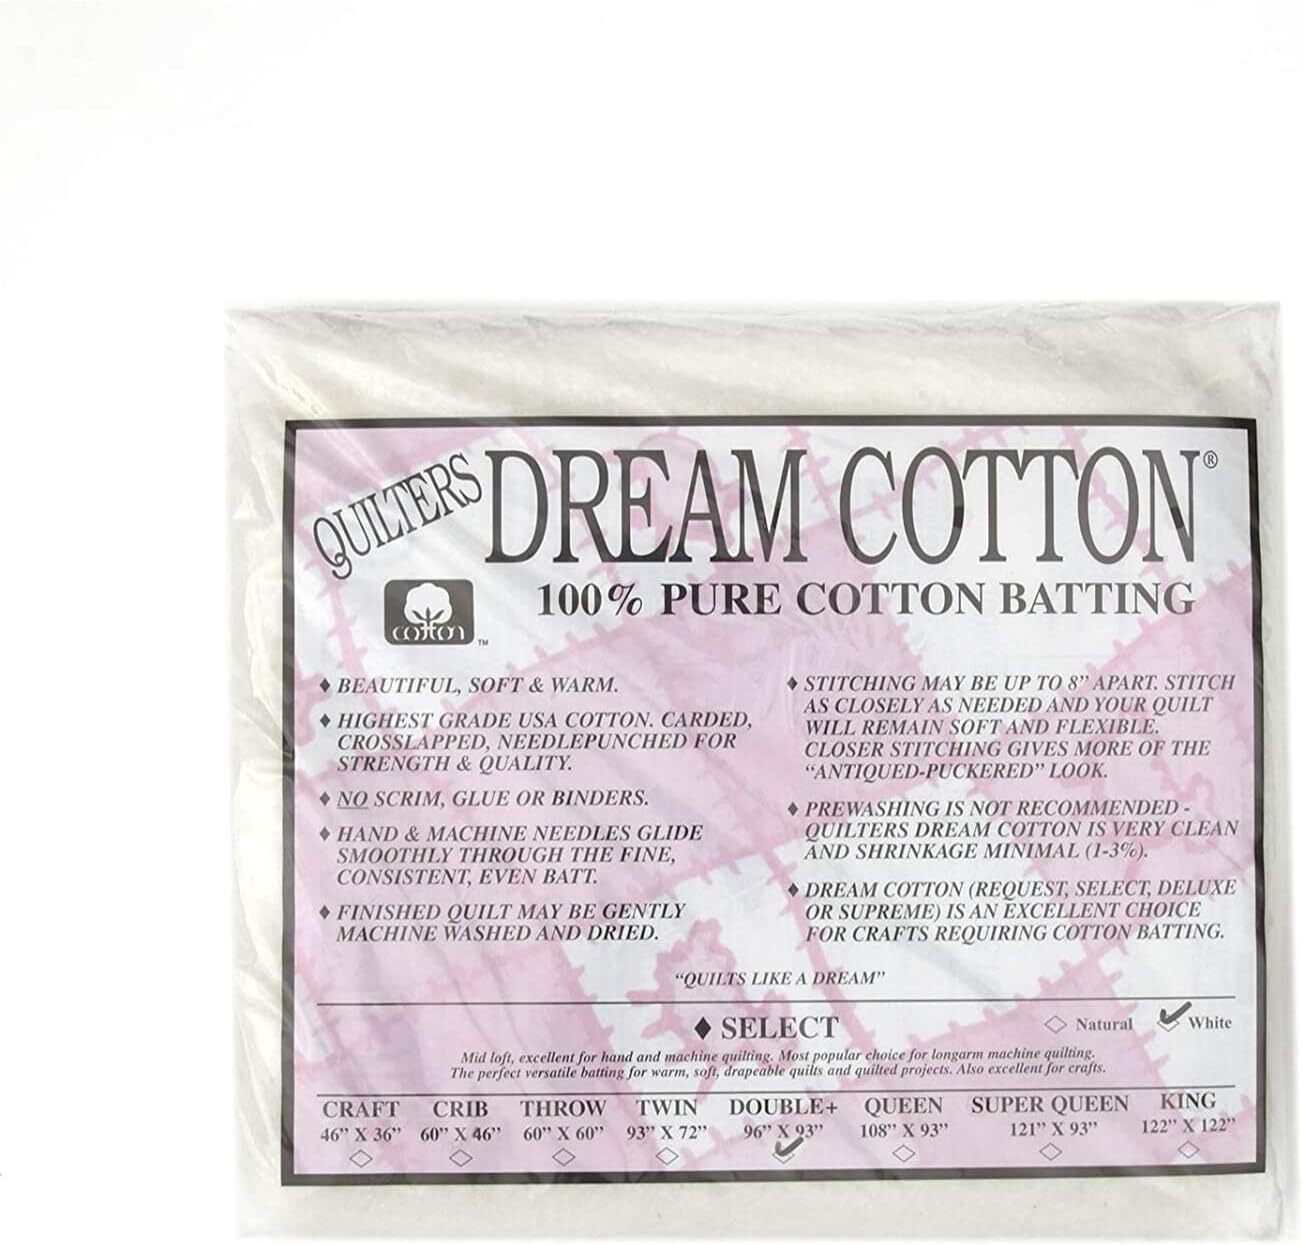 QUILTERS DREAM COTTON®
cotton ™
100% PURE COTTON BATTING
♦ BEAUTIFUL, SOFT & WARM.
♦ HIGHEST GRADE USA COTTON. CARDED,
CROSSLAPPED, NEEDLEPUNCHED FOR
STRENGTH & QUALITY.
♦ NO SCRIM, GLUE OR BINDERS.
♦ HAND & MACHINE NEEDLES GLIDE
SMOOTHLY THROUGH THE FINE,
CONSISTENT, EVEN BATT.
♦ FINISHED QUILT MAY BE GENTLY
MACHINE WASHED AND DRIED.
♦ STITCHING MAY BE UP TO 8” APART. STITCH
AS CLOSELY AS NEEDED AND YOUR QUILT
WILL REMAIN SOFT AND FLEXIBLE.
CLOSER STITCHING GIVES MORE OF THE
“ANTIQUED-PUCKERED” LOOK.
♦ PREWASHING IS NOT RECOMMENDED -
QUILTERS DREAM COTTON IS VERY CLEAN
AND SHRINKAGE MINIMAL (1-3%).
♦ DREAM COTTON (REQUEST, SELECT, DELUXE
OR SUPREME) IS AN EXCELLENT CHOICE
FOR CRAFTS REQUIRING COTTON BATTING.
“QUILTS LIKE A DREAM”
♦ SELECT ◇ Natural ✓ White
Mid loft, excellent for hand and machine quilting. Most popular choice for longarm machine quilting.
The perfect versatile batting for warm, soft, drapeable quilts and quilted projects. Also excellent for crafts.
CRAFT CRIB THROW TWIN DOUBLE+ QUEEN SUPER QUEEN KING
46” X 36” 60” X 46” 60” X 60” 93” X 72” 96” X 93” 108” X 93” 121” X 93” 122” X 122”